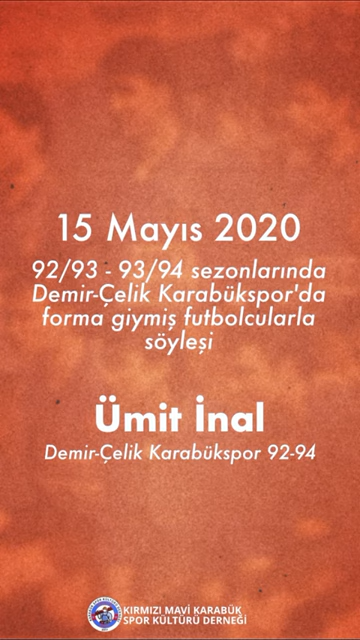 15 Mayıs 2020
92/93 - 93/94 sezonlarında
Demir-Çelik Karabükspor'da
forma giymiş futbolcularla
söyleşi
Ümit İnal
Demir-Çelik Karabükspor 92-94
KIRMIZI MAVİ KARABÜK
SPOR KÜLTÜRÜ DERNEĞİ